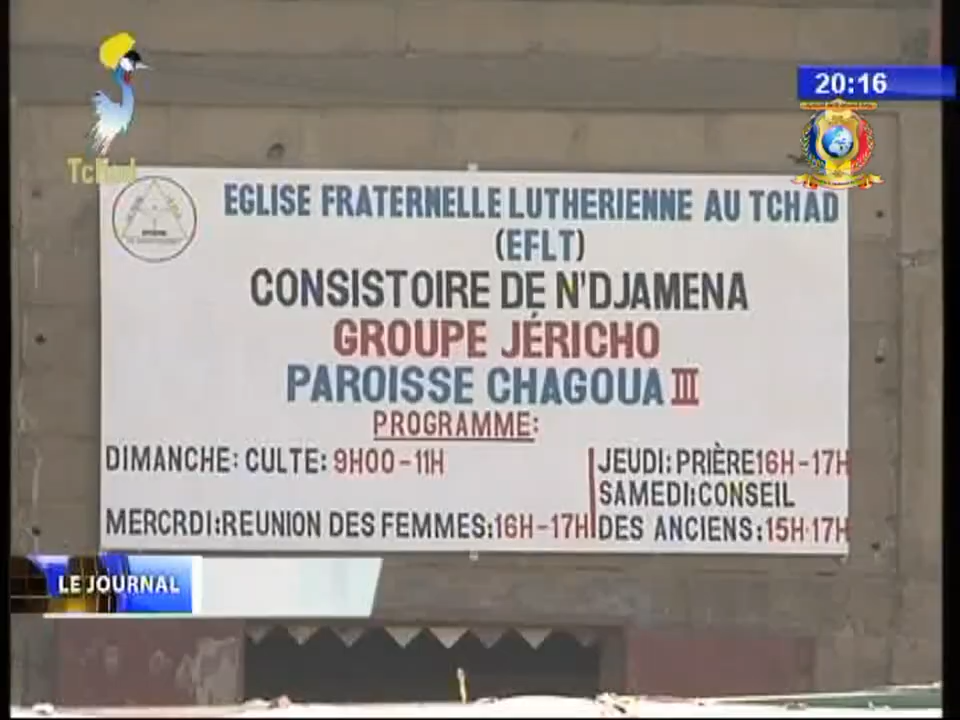 20:16
Tchad
EGLISE FRATERNELLE LUTHERIENNE AU TCHAD
(EFLT)
CONSISTOIRE DE N'DJAMENA
GROUPE JÉRICHO
PAROISSE CHAGOUA III
PROGRAMME:
DIMANCHE: CULTE: 9H00-11H
MERCRDI:REUNION DES FEMMES:16H-17H
JEUDI:PRIÈRE16H-17H
SAMEDI:CONSEIL
DES ANCIENS:15H-17H
LE JOURNAL